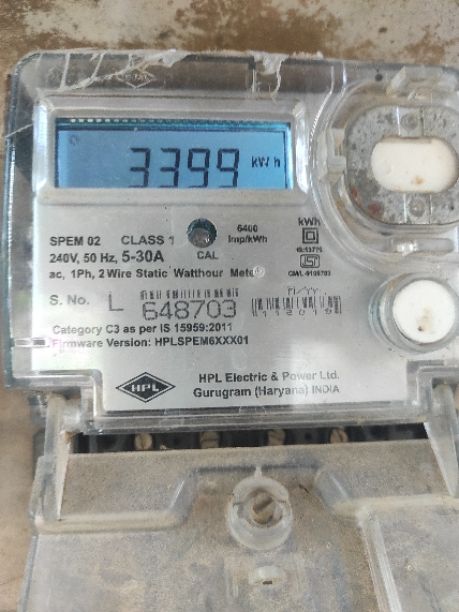 3399 kWh
SPEM 02 CLASS 1
240V, 50 Hz, 5-30A
CAL
6400
Imp/kWh
kWh
IS:13779
ac, 1Ph, 2 Wire Static Watthour Meter
S. No. L 648703
Category C3 as per IS 15959:2011
Firmware Version: HPLSPEM6XXX01
HPL
HPL Electric & Power Ltd.
Gurugram (Haryana) INDIA